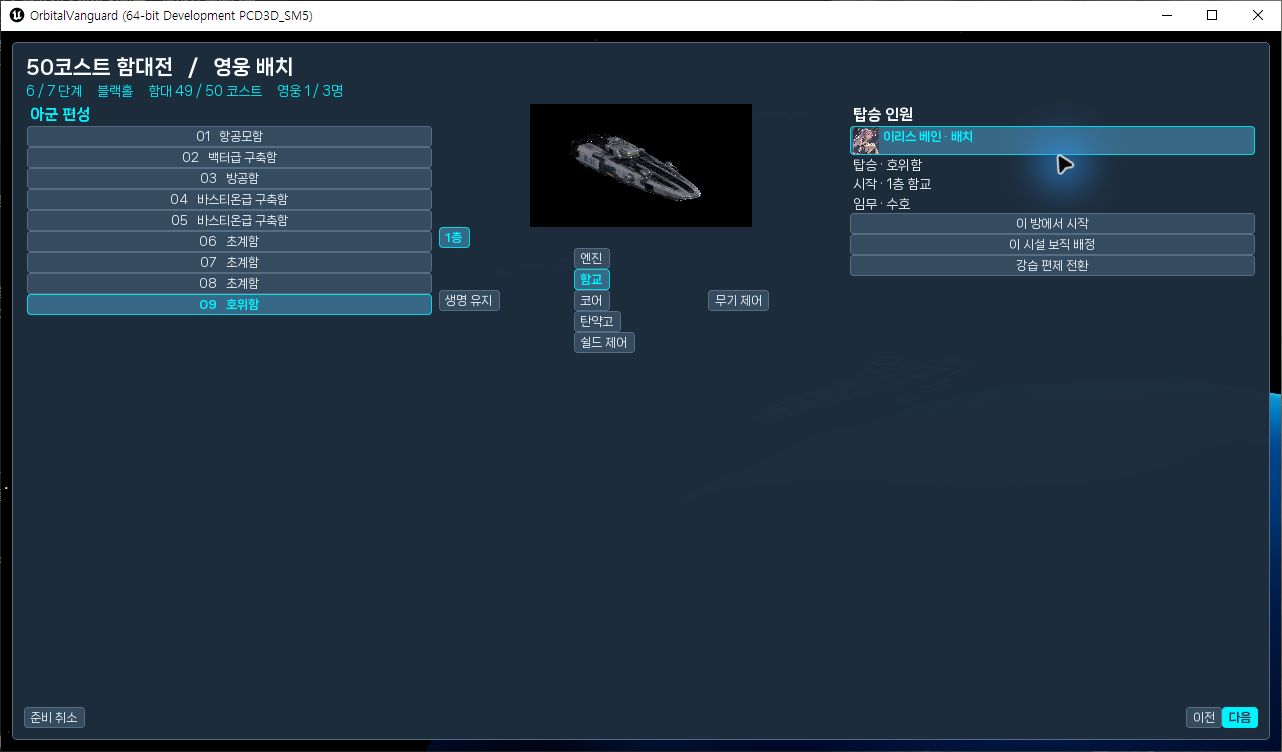 OrbitalVanguard (64-bit Development PCD3D_SM5)
50코스트 함대전 / 영웅 배치
6 / 7 단계 블랙홀 함대 49 / 50 코스트 영웅 1 / 3명
아군 편성
01 항공모함
02 백터급 구축함
03 방공함
04 바스티온급 구축함
05 바스티온급 구축함
06 초계함
07 초계함
08 초계함
09 호위함
1층
엔진
함교
생명 유지
코어
무기 제어
탄약고
쉴드 제어
탑승 인원
이리스 베인 · 배치
탑승 · 호위함
시작 · 1층 함교
임무 · 수호
이 방에서 시작
이 시설 보직 배정
강습 편제 전환
준비 취소
이전
다음